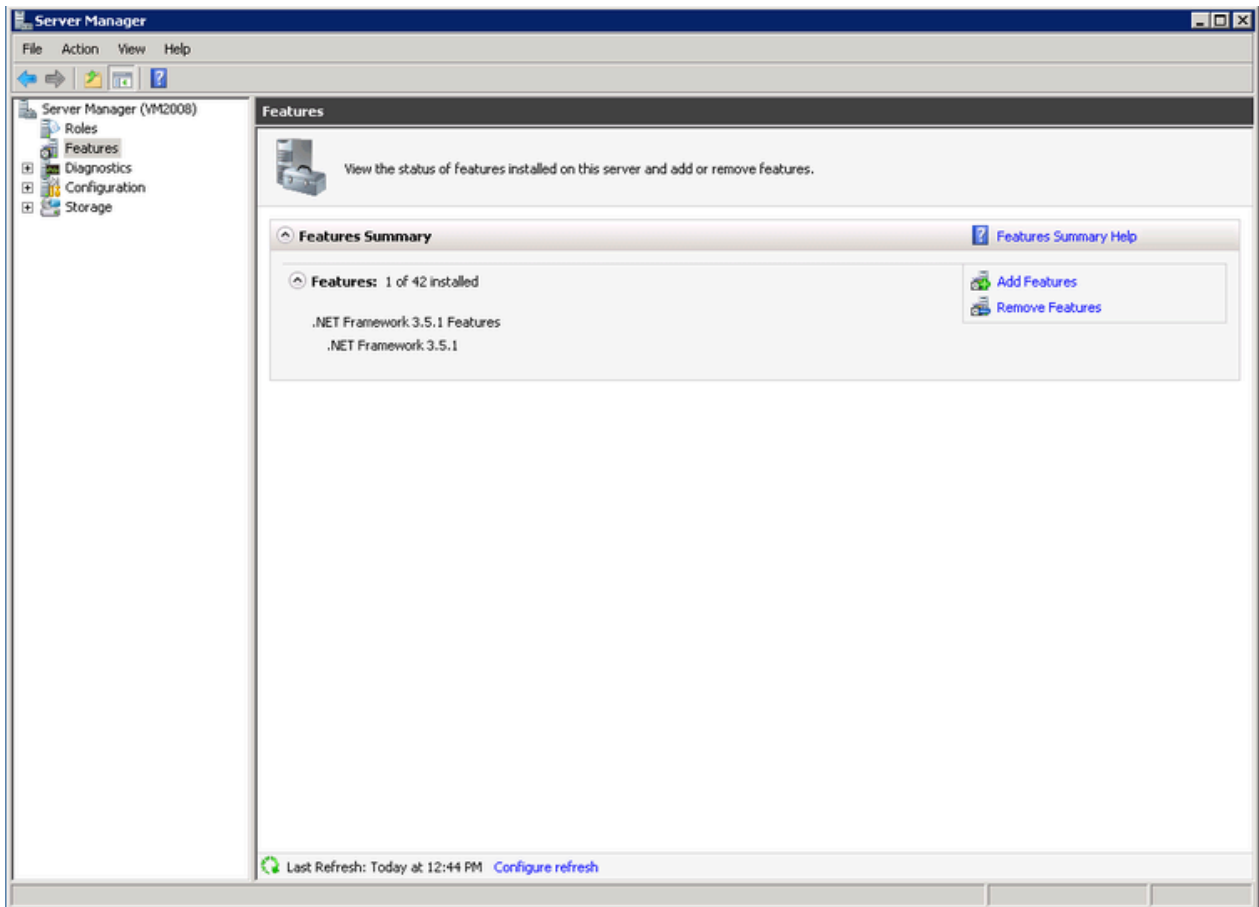 Server Manager
File Action View Help
Server Manager (VM2008)
Roles
Features
Diagnostics
Configuration
Storage
Features
View the status of features installed on this server and add or remove features.
Features Summary
Features Summary Help
Features: 1 of 42 installed
Add Features
Remove Features
.NET Framework 3.5.1 Features
.NET Framework 3.5.1
Last Refresh: Today at 12:44 PM Configure refresh